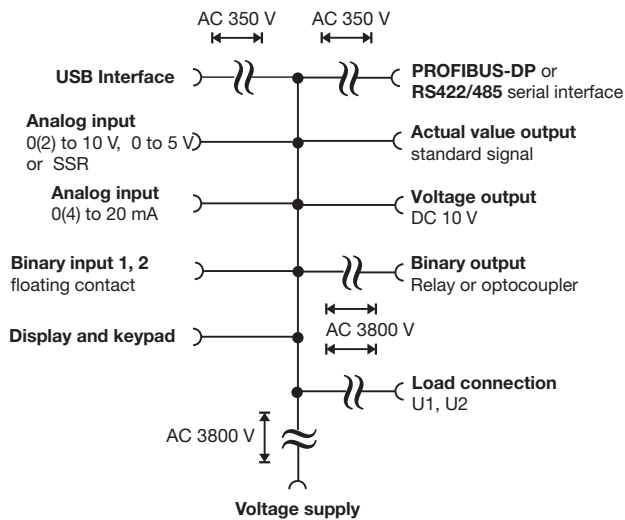 AC 350 V
AC 350 V
USB Interface
PROFIBUS-DP or
RS422/485 serial interface
Analog input
0(2) to 10 V, 0 to 5 V
or SSR
Actual value output
standard signal
Analog input
0(4) to 20 mA
Voltage output
DC 10 V
Binary input 1, 2
floating contact
Binary output
Relay or optocoupler
Display and keypad
AC 3800 V
Load connection
U1, U2
AC 3800 V
Voltage supply